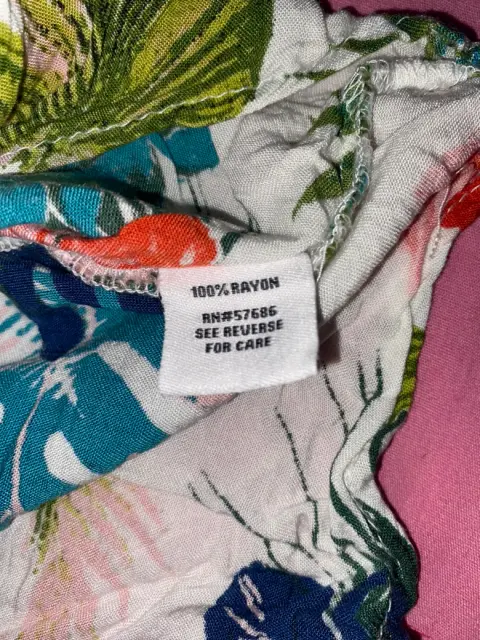 100% RAYON
RN#57686
SEE REVERSE
FOR CARE